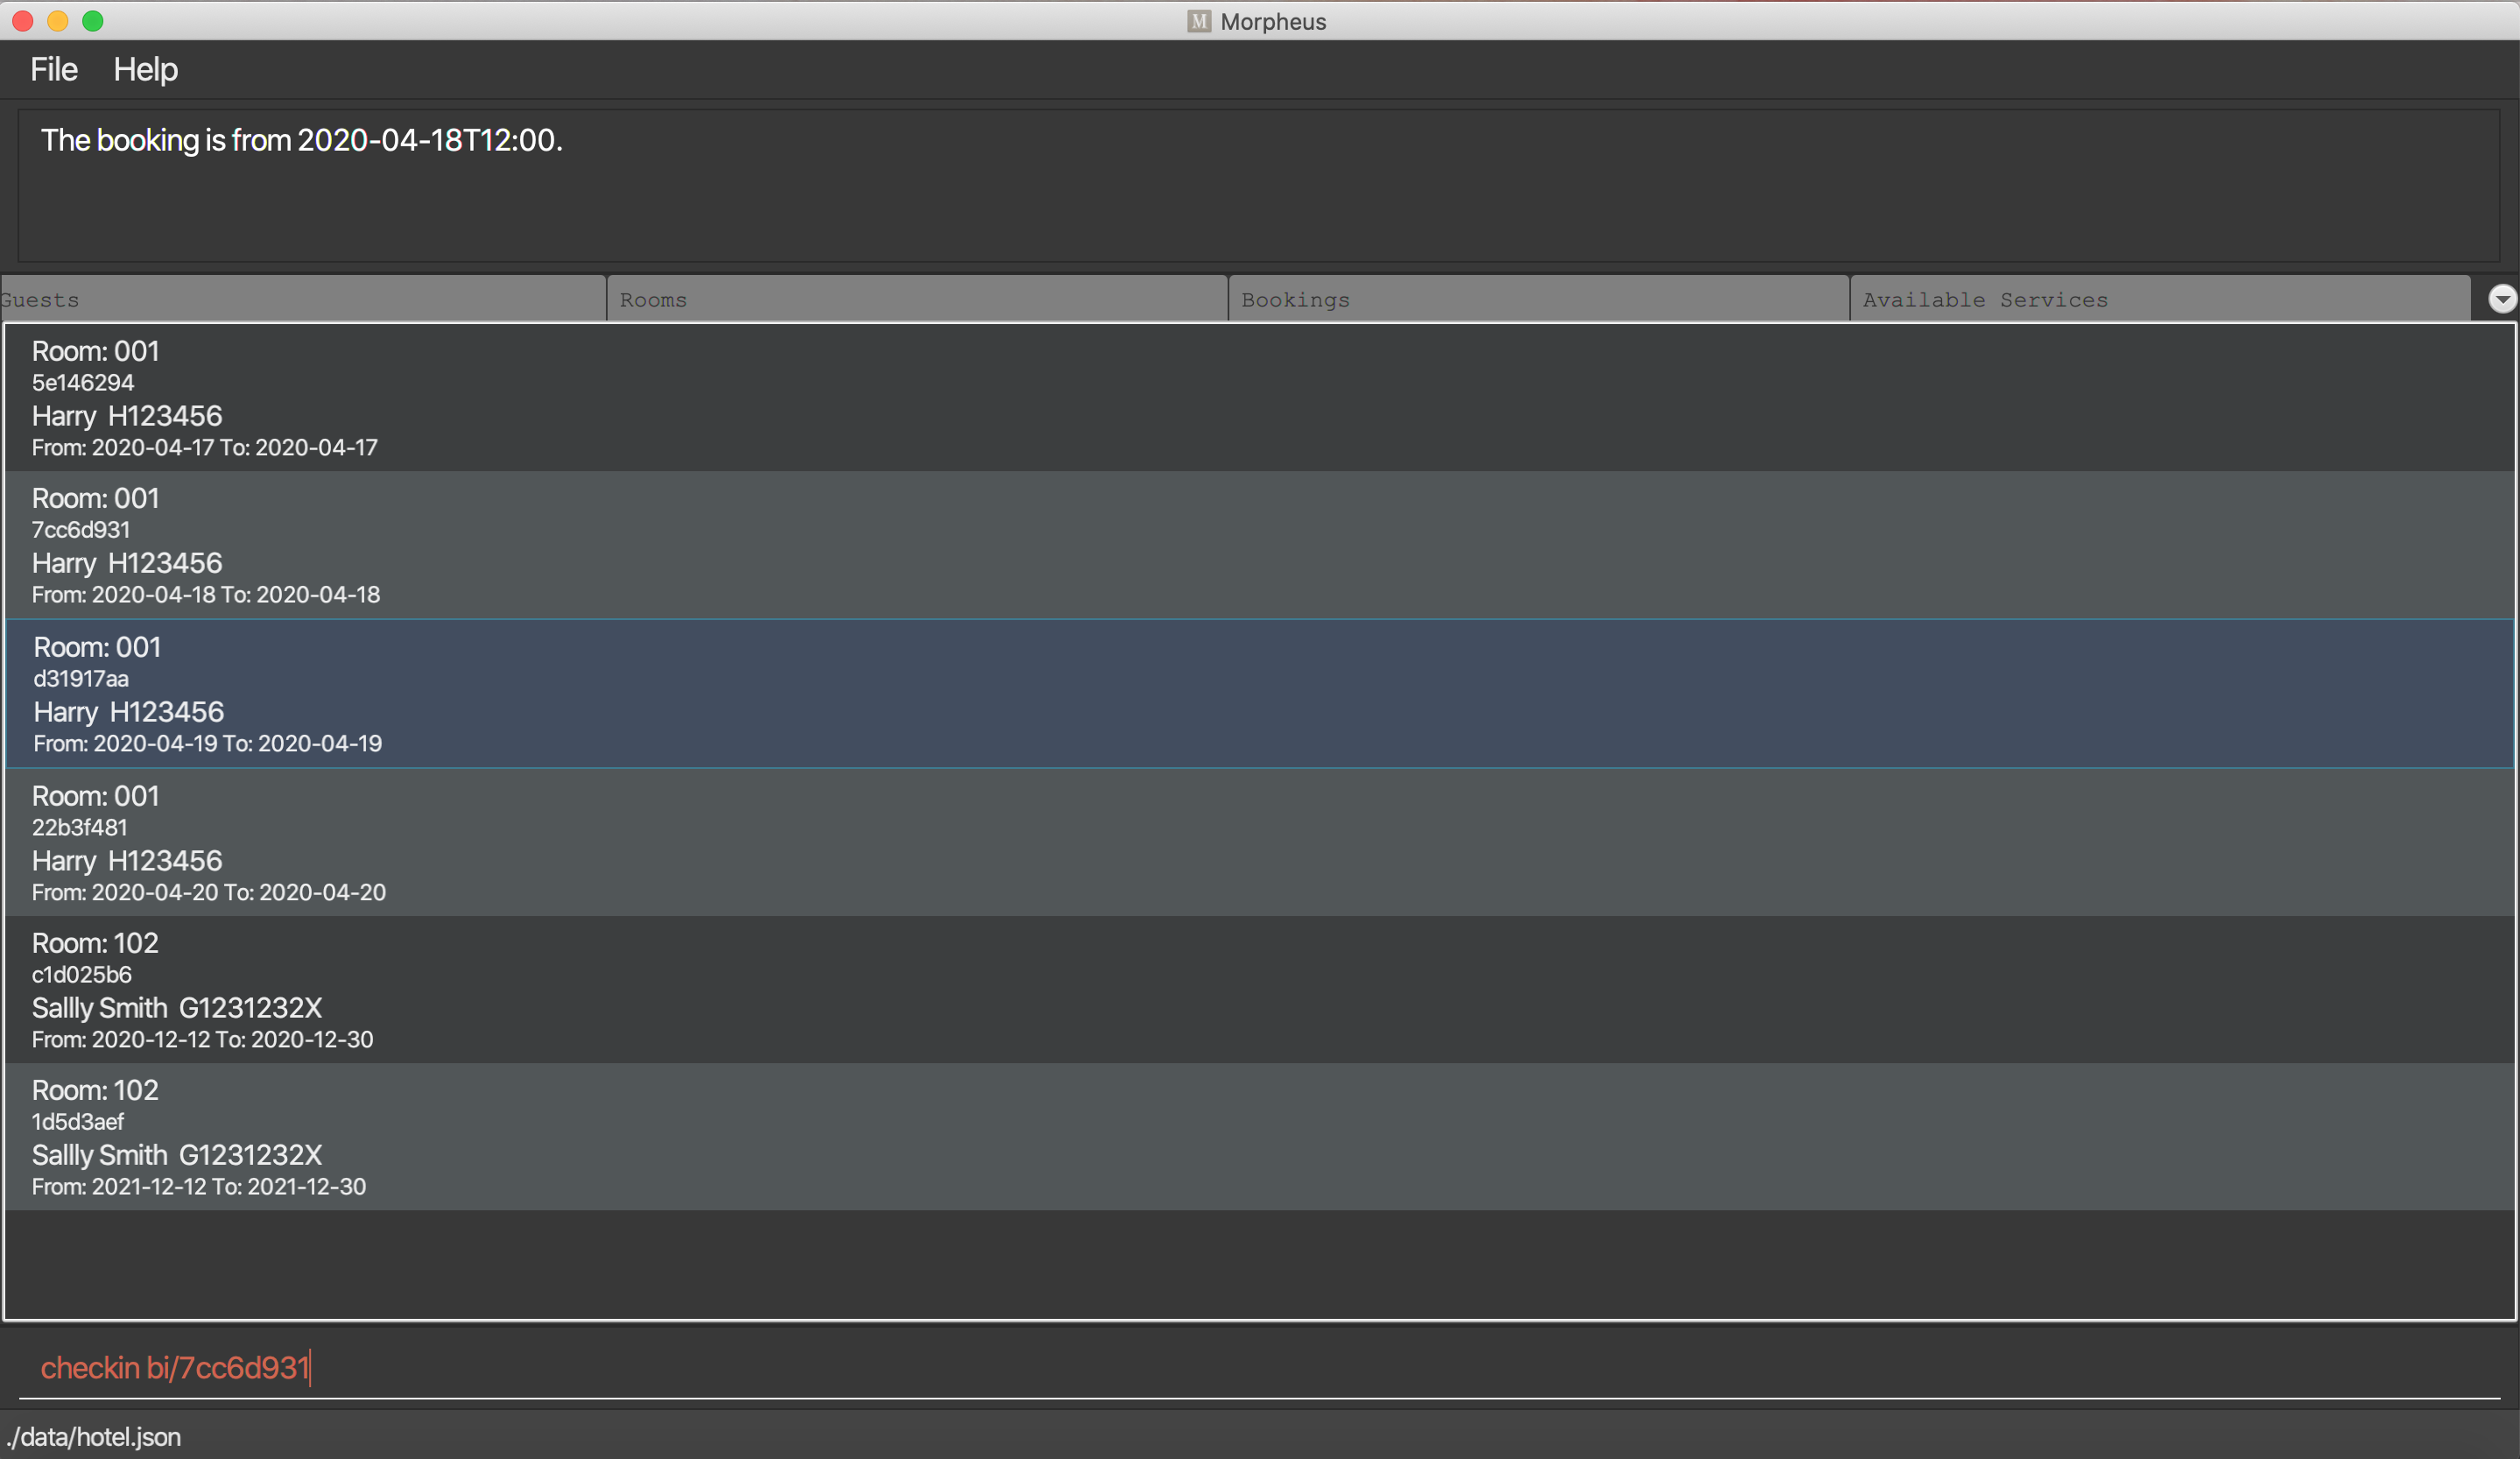 M Morpheus
File Help
The booking is from 2020-04-18T12:00.
Guests Rooms Bookings Available Services
Room: 001
5e146294
Harry H123456
From: 2020-04-17 To: 2020-04-17
Room: 001
7cc6d931
Harry H123456
From: 2020-04-18 To: 2020-04-18
Room: 001
d31917aa
Harry H123456
From: 2020-04-19 To: 2020-04-19
Room: 001
22b3f481
Harry H123456
From: 2020-04-20 To: 2020-04-20
Room: 102
c1d025b6
Sallly Smith G1231232X
From: 2020-12-12 To: 2020-12-30
Room: 102
1d5d3aef
Sallly Smith G1231232X
From: 2021-12-12 To: 2021-12-30
checkin bi/7cc6d931
./data/hotel.json